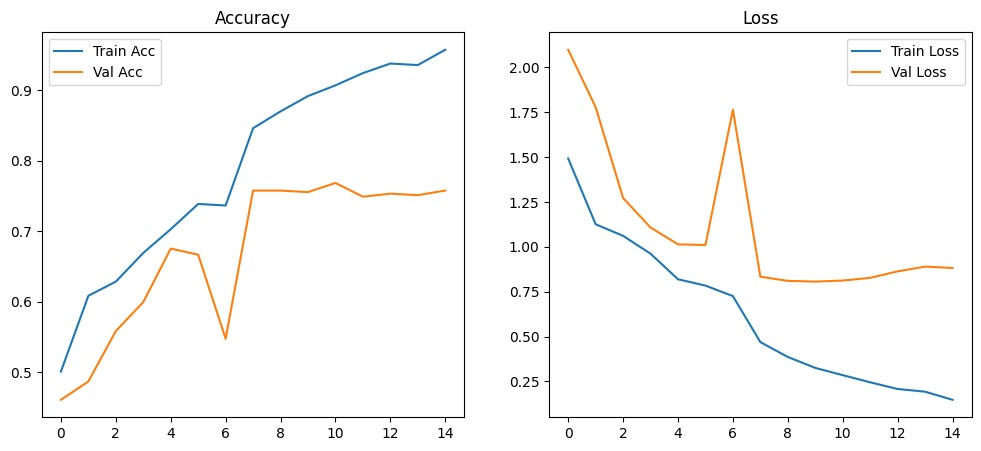 Accuracy
Train Acc
Val Acc
0.9
0.8
0.7
0.6
0.5
0 2 4 6 8 10 12 14
Loss
Train Loss
Val Loss
2.00
1.75
1.50
1.25
1.00
0.75
0.50
0.25
0 2 4 6 8 10 12 14